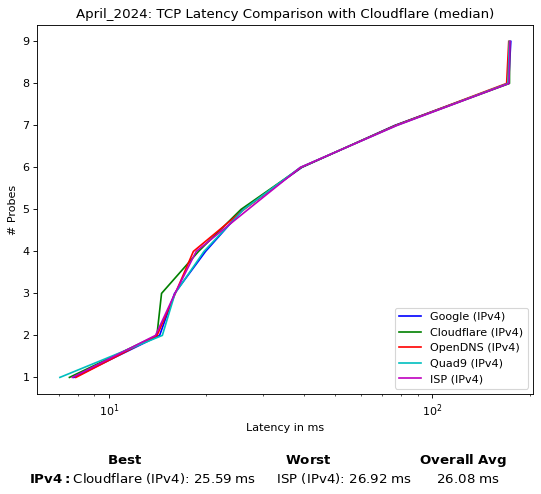 April_2024: TCP Latency Comparison with Cloudflare (median)
9
8
7
6
5
4
3
2
1
# Probes
Google (IPv4)
Cloudflare (IPv4)
OpenDNS (IPv4)
Quad9 (IPv4)
ISP (IPv4)
10¹ 10²
Latency in ms
Best Worst Overall Avg
IPv4: Cloudflare (IPv4): 25.59 ms ISP (IPv4): 26.92 ms 26.08 ms